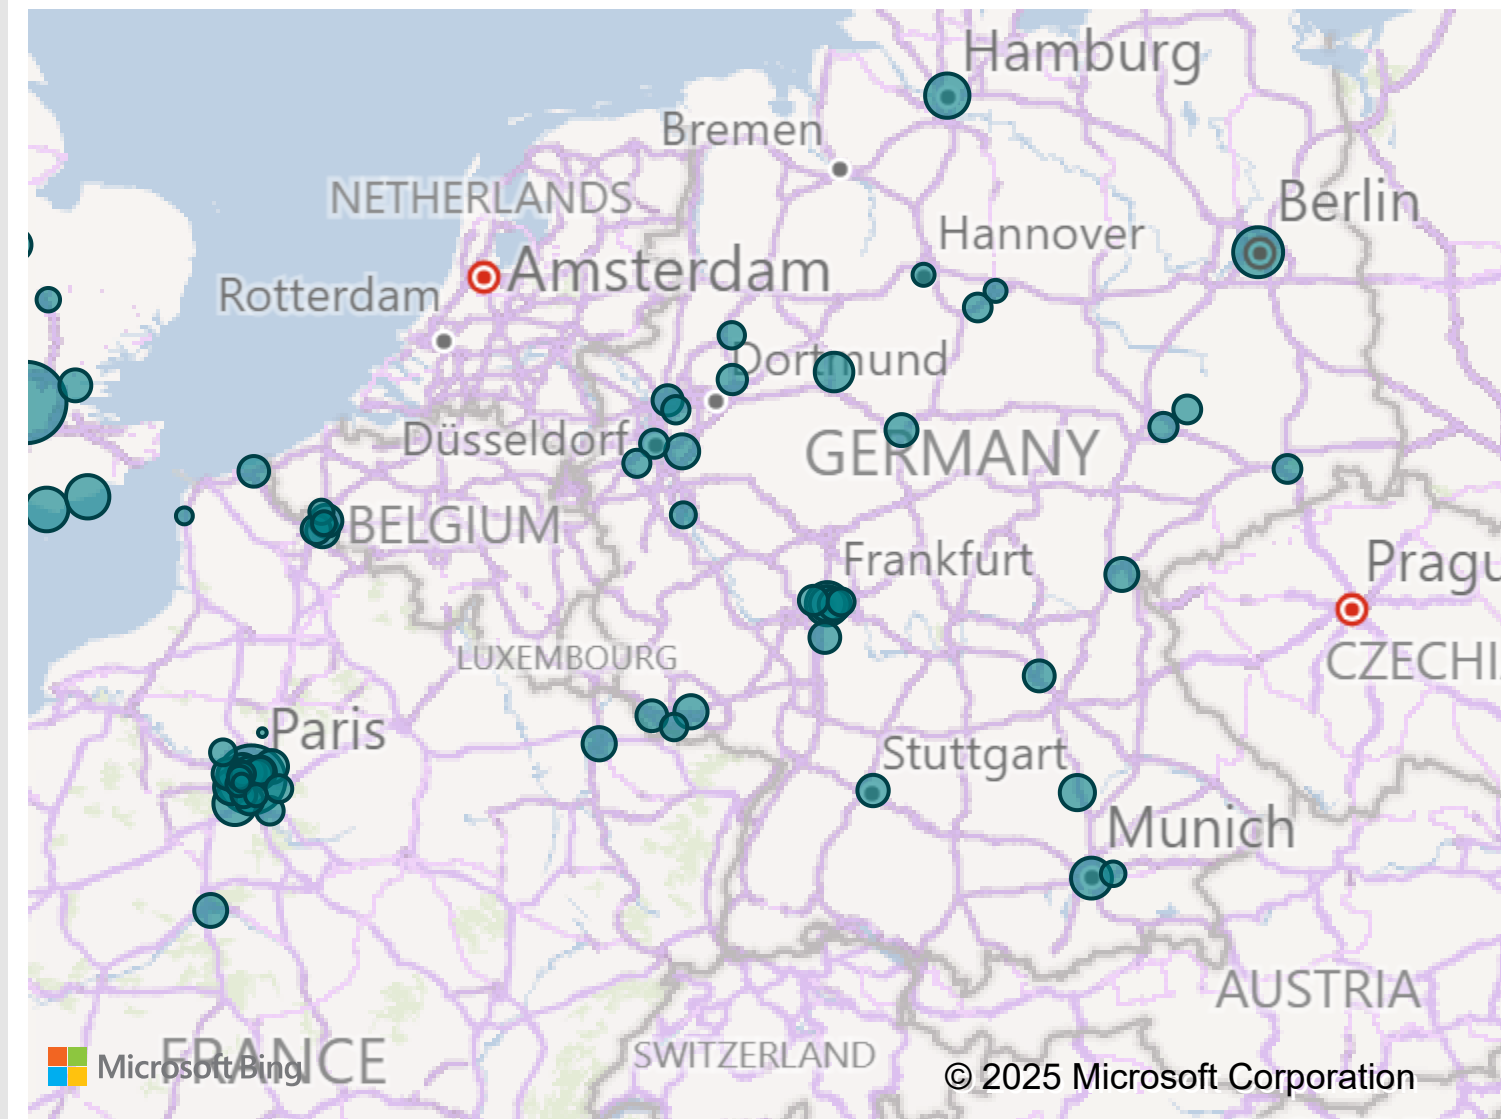 Hamburg
Bremen
NETHERLANDS
Berlin
Hannover
Amsterdam
Rotterdam
Dortmund
Düsseldorf
GERMANY
BELGIUM
Frankfurt
Pragu
LUXEMBOURG
CZECHI
Paris
Stuttgart
Munich
AUSTRIA
FRANCE
Microsoft Bing
SWITZERLAND
© 2025 Microsoft Corporation